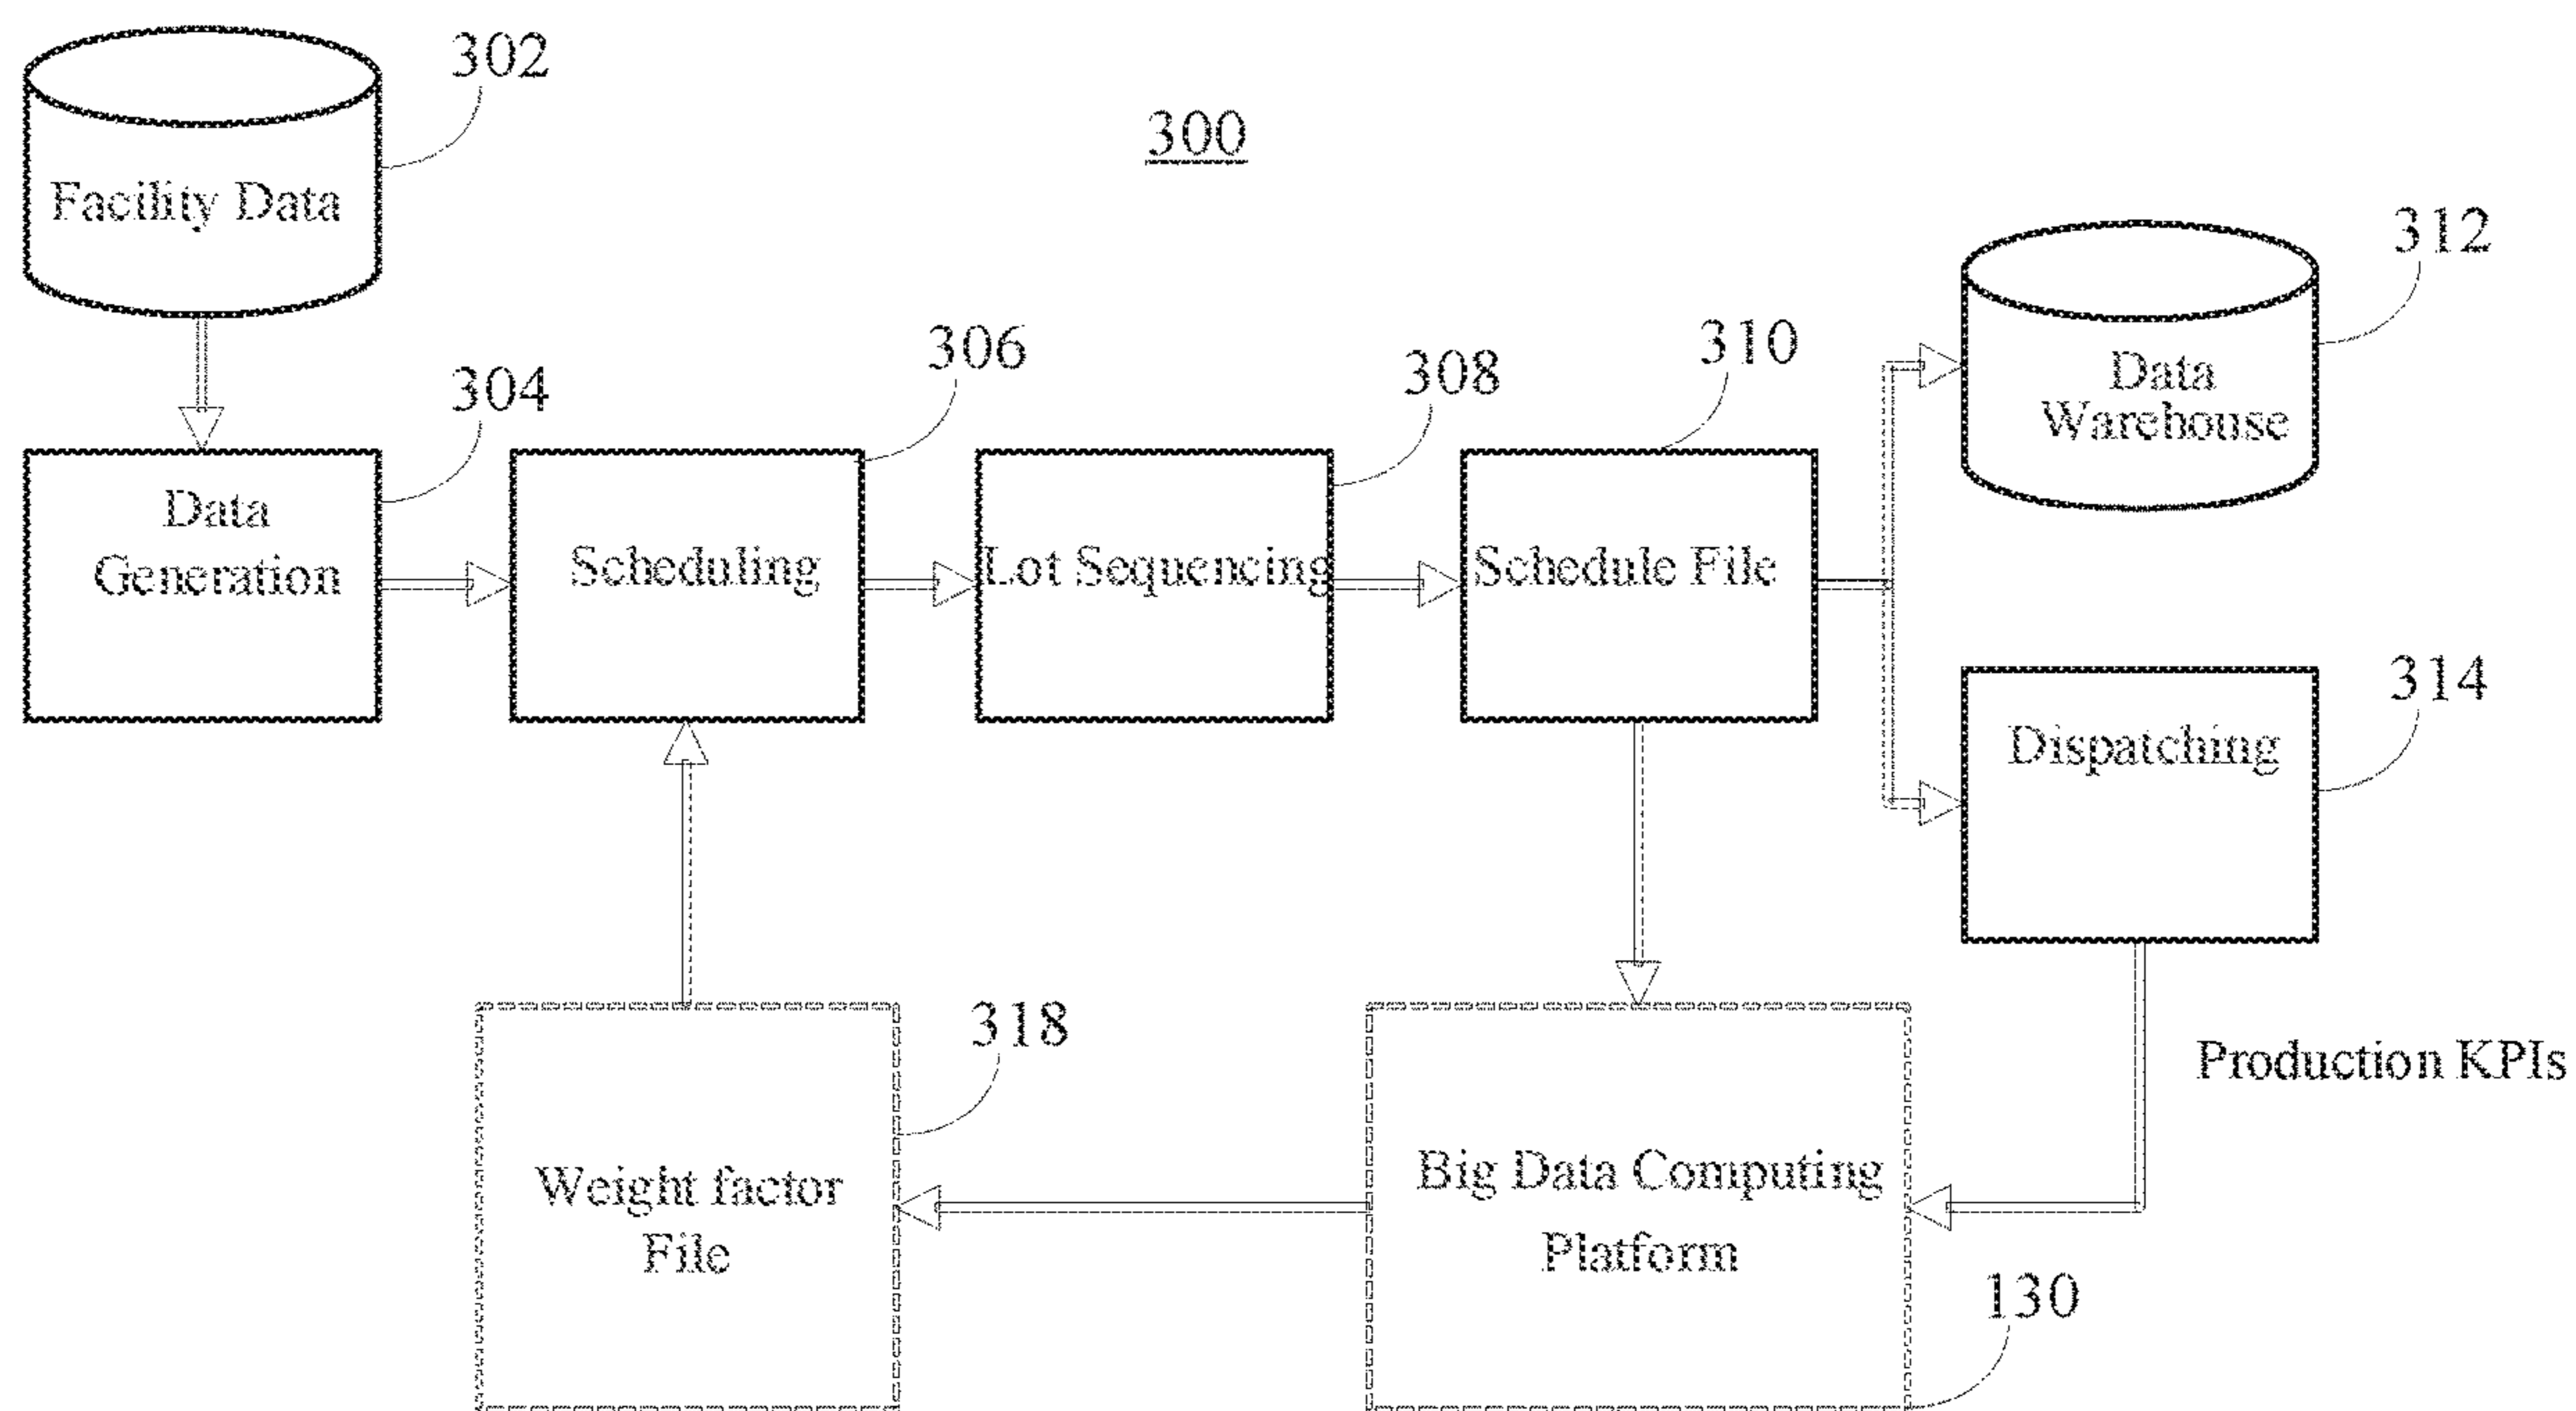 302
300
Facility Data
312
306
310
308
304
Data
Warehouse
Data
Generation
Scheduling
Lot Sequencing
Schedule File
314
Dispatching
318
Production KPIs
Weight factor
File
Big Data Computing
Platform
130